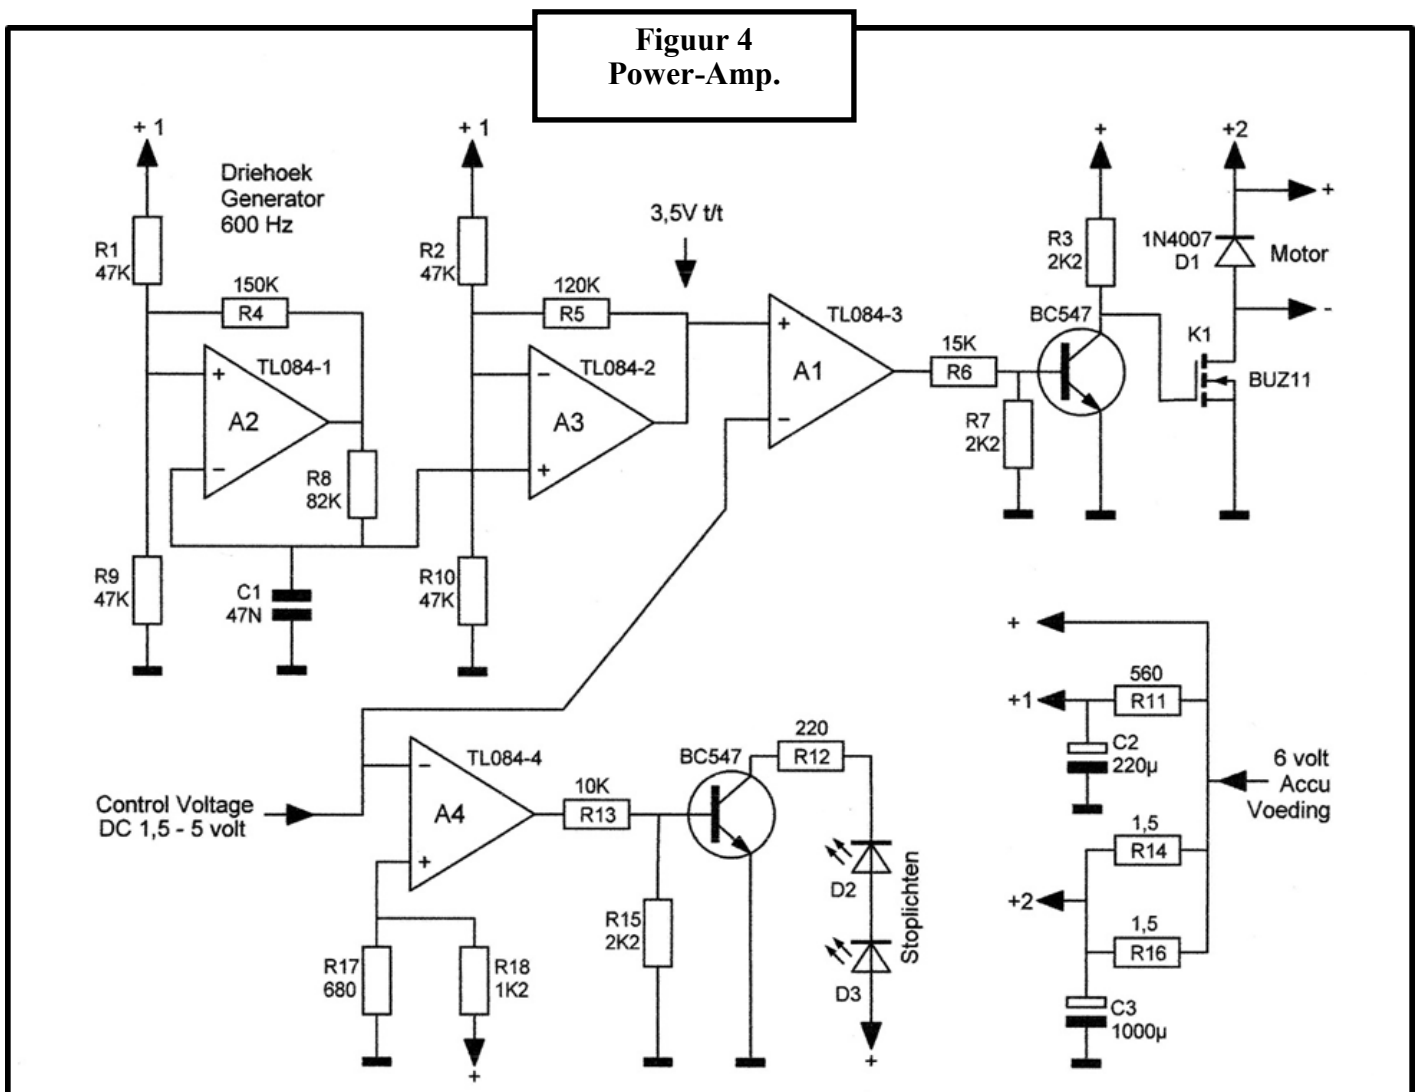 Figuur 4
Power-Amp.
+ 1
+ 1
+
+2
Driehoek
Generator
600 Hz
3,5V t/t
R1
47K
150K
R4
R2
47K
120K
R5
R3
2K2
1N4007
D1
+
Motor
-
BC547
K1
BUZ11
TL084-1
+
A2
-
TL084-2
-
A3
+
TL084-3
+
A1
-
15K
R6
R7
2K2
R8
82K
R9
47K
C1
47N
R10
47K
+
+1
560
R11
C2
220µ
6 volt
Accu
Voeding
1,5
R14
+2
1,5
R16
C3
1000µ
Control Voltage
DC 1,5 - 5 volt
TL084-4
-
A4
+
10K
R13
BC547
220
R12
D2
D3
Stoplichten
R15
2K2
R17
680
R18
1K2
+
+